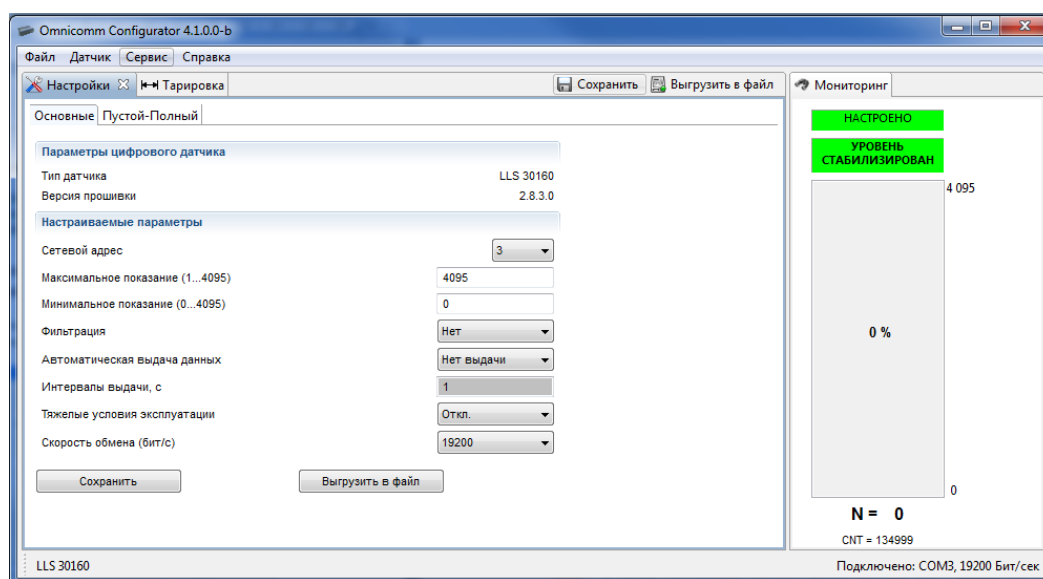 Omnicomm Configurator 4.1.0.0-b
Файл Датчик Сервис Справка
Настройки Тарировка Сохранить Выгрузить в файл
Мониторинг
Основные Пустой-Полный
Параметры цифрового датчика
Тип датчика LLS 30160
Версия прошивки 2.8.3.0
Настраиваемые параметры
Сетевой адрес 3
Максимальное показание (1...4095) 4095
Минимальное показание (0...4095) 0
Фильтрация Нет
Автоматическая выдача данных Нет выдачи
Интервалы выдачи, с 1
Тяжелые условия эксплуатации Откл.
Скорость обмена (бит/с) 19200
Сохранить Выгрузить в файл
НАСТРОЕНО
УРОВЕНЬ
СТАБИЛИЗИРОВАН
4 095
0 %
0
N = 0
CNT = 134999
LLS 30160 Подключено: COM3, 19200 Бит/сек